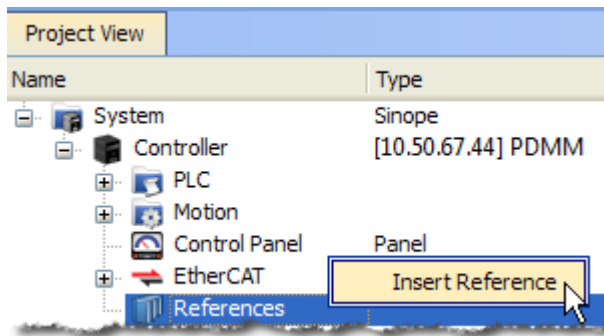 Project View
Name Type
System Sinope
Controller [10.50.67.44] PDMM
PLC
Motion
Control Panel Panel
EtherCAT Insert Reference
References